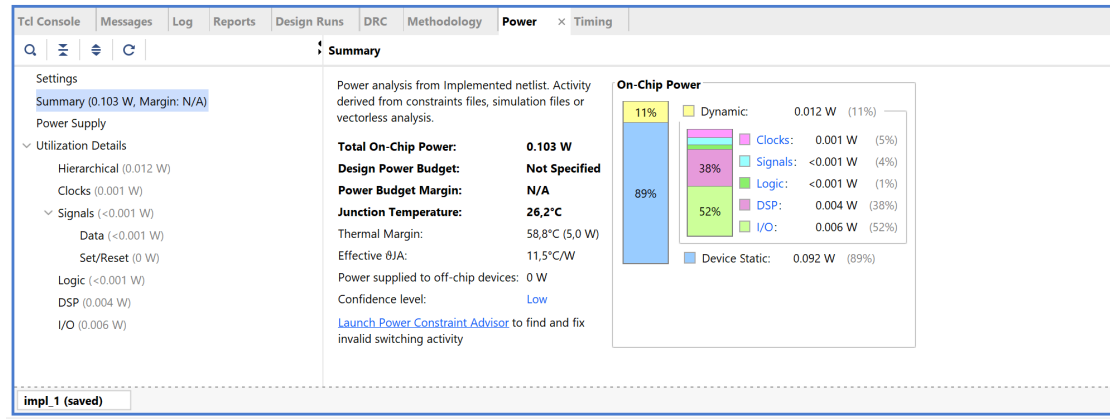 Tcl Console Messages Log Reports Design Runs DRC Methodology Power × Timing
Summary
Settings
Summary (0.103 W, Margin: N/A)
Power Supply
Utilization Details
Hierarchical (0.012 W)
Clocks (0.001 W)
Signals (<0.001 W)
Data (<0.001 W)
Set/Reset (0 W)
Logic (<0.001 W)
DSP (0.004 W)
I/O (0.006 W)
Power analysis from Implemented netlist. Activity
derived from constraints files, simulation files or
vectorless analysis.
Total On-Chip Power: 0.103 W
Design Power Budget: Not Specified
Power Budget Margin: N/A
Junction Temperature: 26,2°C
Thermal Margin: 58,8°C (5,0 W)
Effective θJA: 11,5°C/W
Power supplied to off-chip devices: 0 W
Confidence level: Low
Launch Power Constraint Advisor to find and fix
invalid switching activity
On-Chip Power
11%
89%
Dynamic: 0.012 W (11%)
38%
52%
Clocks: 0.001 W (5%)
Signals: <0.001 W (4%)
Logic: <0.001 W (1%)
DSP: 0.004 W (38%)
I/O: 0.006 W (52%)
Device Static: 0.092 W (89%)
impl_1 (saved)